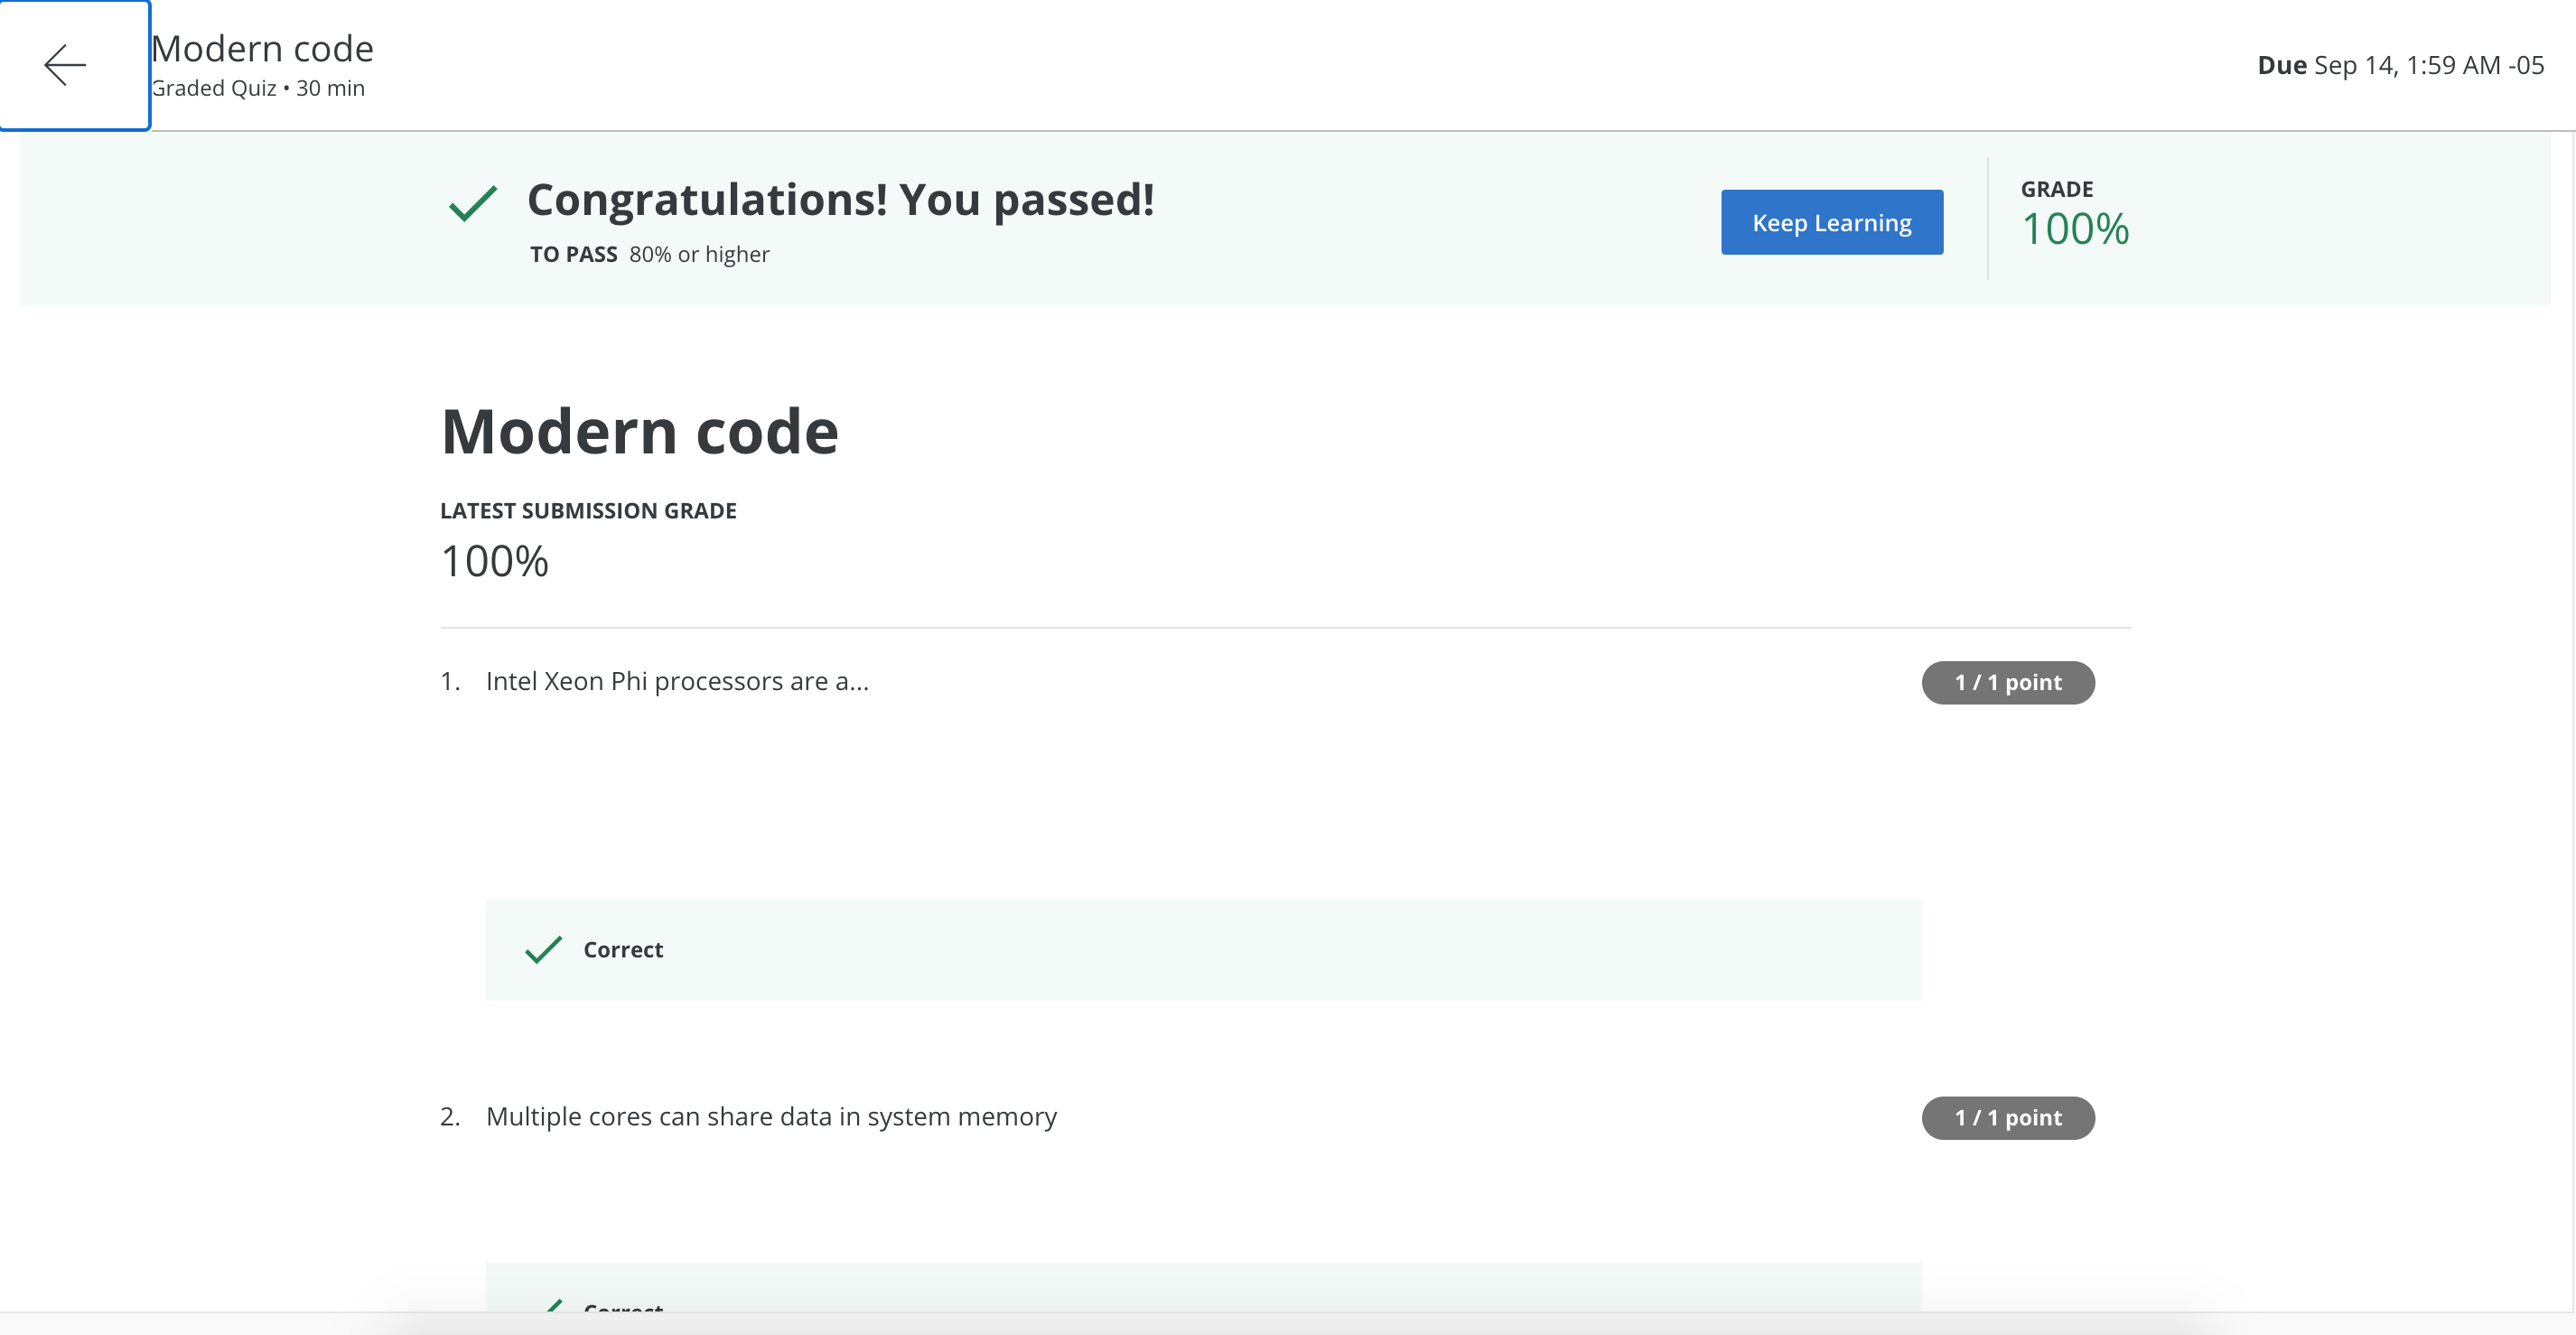 Modern code
Graded Quiz • 30 min
Due Sep 14, 1:59 AM -05
Congratulations! You passed!
TO PASS 80% or higher
Keep Learning
GRADE
100%
Modern code
LATEST SUBMISSION GRADE
100%
1. Intel Xeon Phi processors are a...
1 / 1 point
Correct
2. Multiple cores can share data in system memory
1 / 1 point
Correct